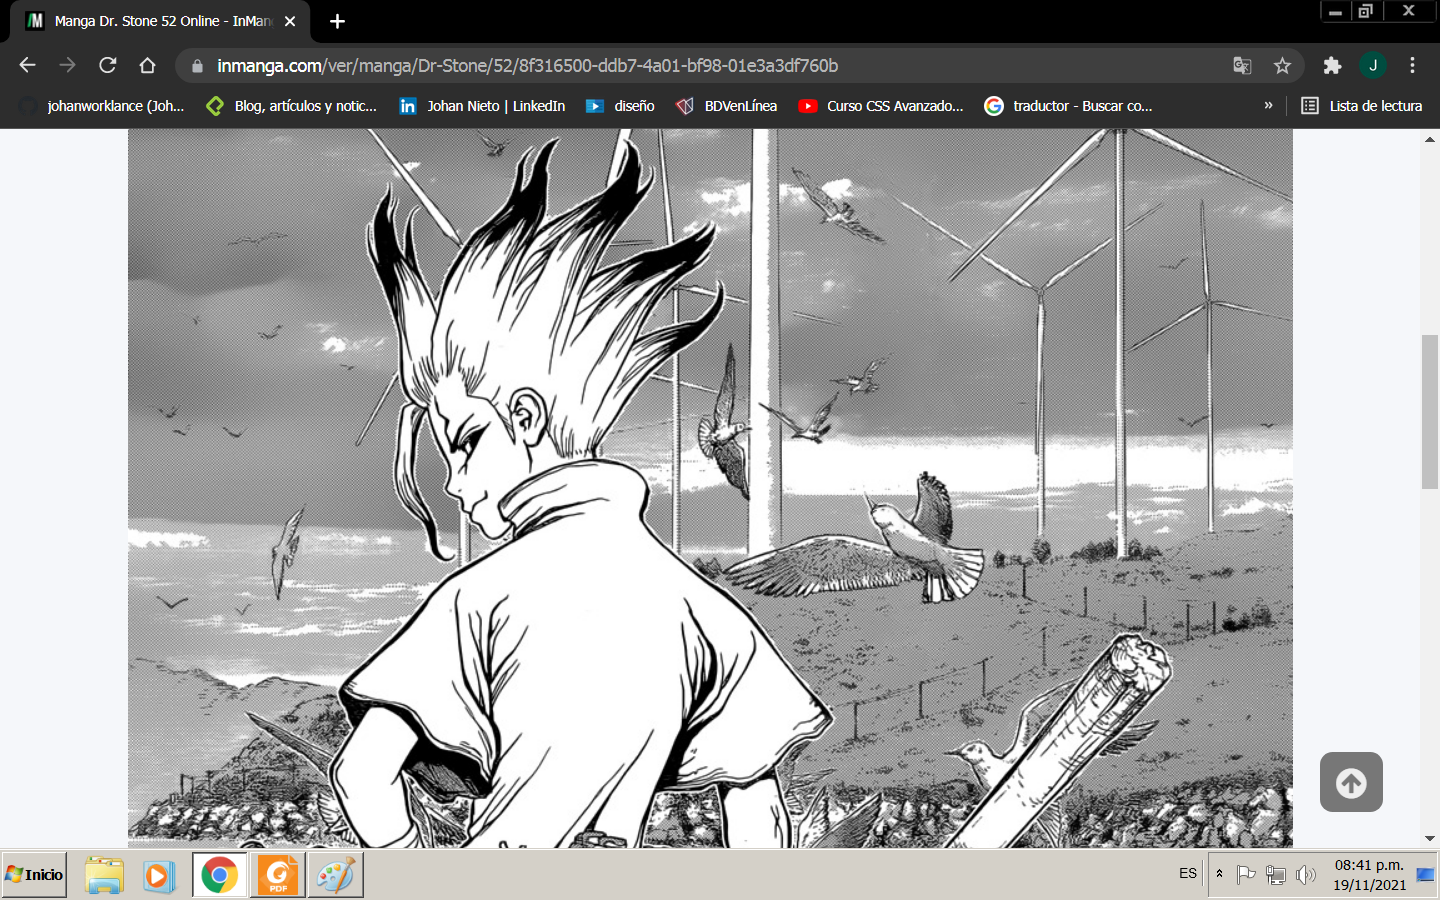 Manga Dr. Stone 52 Online - InMan
inmanga.com/ver/manga/Dr-Stone/52/8f316500-ddb7-4a01-bf98-01e3a3df760b
J
johanworklance (Joh...
Blog, artículos y notic...
in
Johan Nieto | LinkedIn
diseño
BDVenLínea
Curso CSS Avanzado...
G
traductor - Buscar co...
»
Lista de lectura
Inicio
PDF
ES
08:41 p.m.
19/11/2021